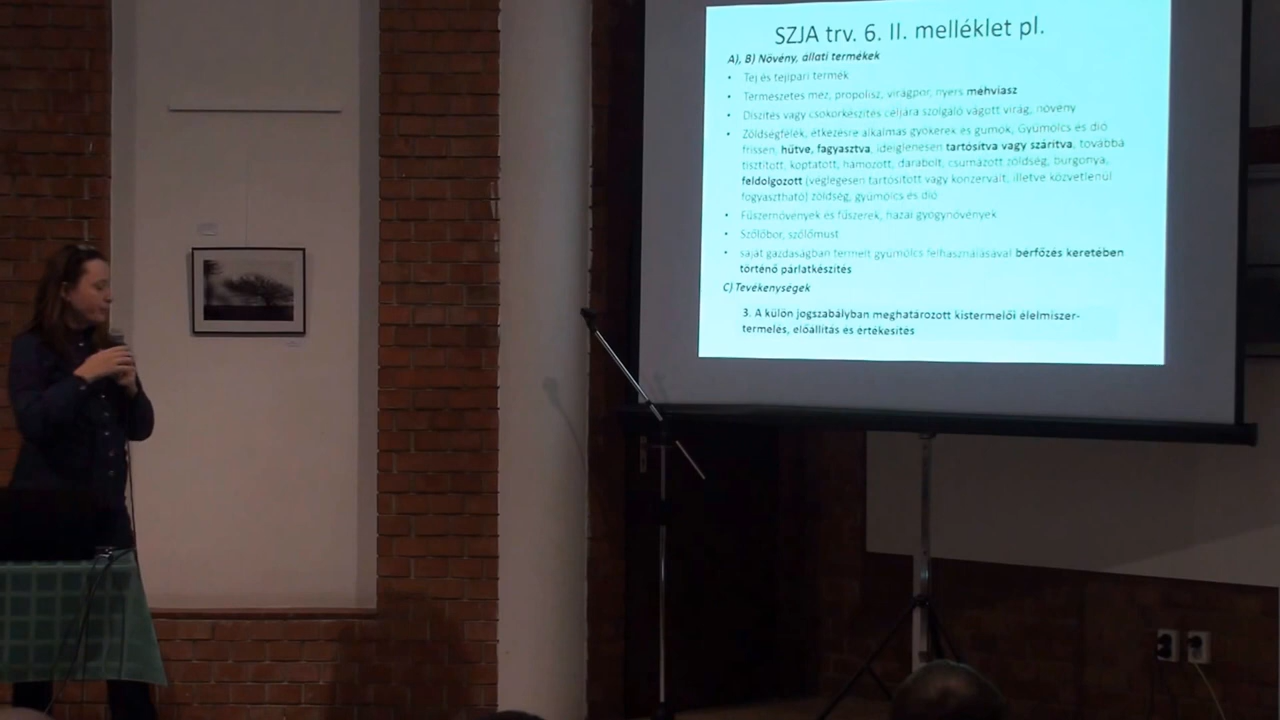 SZJA trv. 6. II. melléklet pl.
A), B) Növény, állati termékek
• Tej és tejipari termék
• Természetes méz, propolisz, virágpor, nyers méhviasz
• Díszítés vagy csokorkészítés céljára szolgáló vágott virág, növény
• Zöldségfélék, étkezésre alkalmas gyökerek és gumók, Gyümölcs és dió
frissen, hűtve, fagyasztva, ideiglenesen tartósítva vagy szárítva, továbbá
tisztított, koptatott, hámozott, darabolt, csumázott zöldség, burgonya,
feldolgozott (véglegesen tartósított vagy konzervált, illetve közvetlenül
fogyasztható) zöldség, gyümölcs és dió
• Fűszernövények és fűszerek, hazai gyógynövények
• Szőlőbor, szőlőmust
• saját gazdaságban termelt gyümölcs felhasználásával bérfőzés keretében
történő párlatkészítés
C) Tevékenységek
3. A külön jogszabályban meghatározott kistermelői élelmiszer-
termelés, előállítás és értékesítés